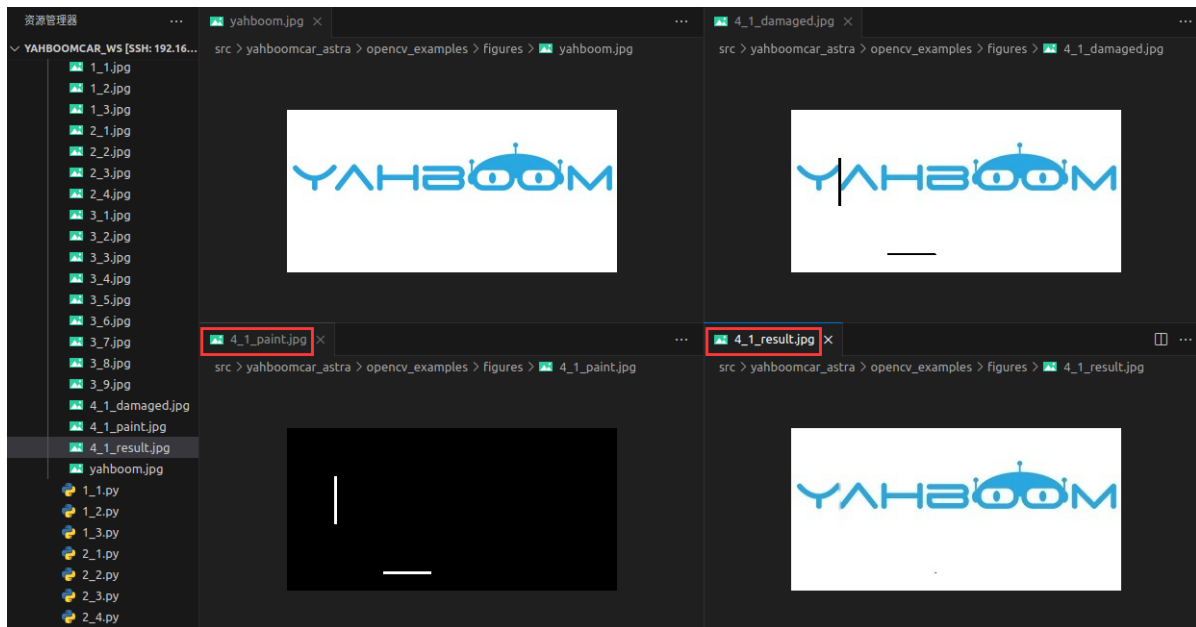 资源管理器
YAHBOOMCAR_WS [SSH: 192.16...
1_1.jpg
1_2.jpg
1_3.jpg
2_1.jpg
2_2.jpg
2_3.jpg
2_4.jpg
3_1.jpg
3_2.jpg
3_3.jpg
3_4.jpg
3_5.jpg
3_6.jpg
3_7.jpg
3_8.jpg
3_9.jpg
4_1_damaged.jpg
4_1_paint.jpg
4_1_result.jpg
yahboom.jpg
1_1.py
1_2.py
1_3.py
2_1.py
2_2.py
2_3.py
2_4.py
yahboom.jpg
src > yahboomcar_astra > opencv_examples > figures > yahboom.jpg
YAHBOOM
4_1_damaged.jpg
src > yahboomcar_astra > opencv_examples > figures > 4_1_damaged.jpg
YAHBOOM
4_1_paint.jpg
src > yahboomcar_astra > opencv_examples > figures > 4_1_paint.jpg
4_1_result.jpg
src > yahboomcar_astra > opencv_examples > figures > 4_1_result.jpg
YAHBOOM